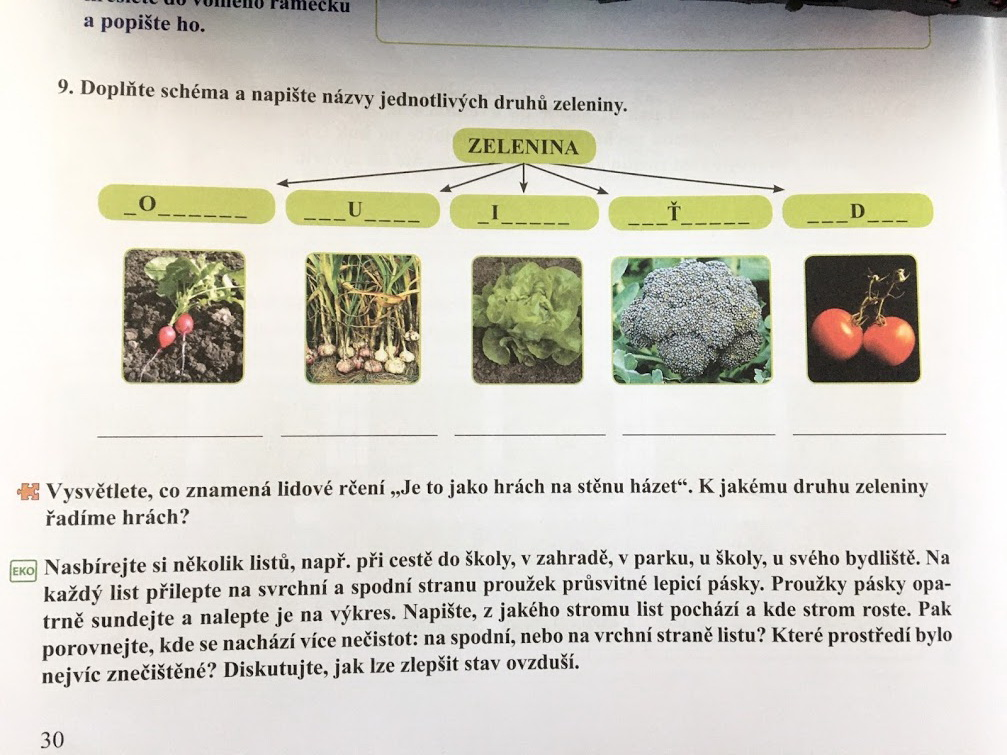 do volného rámečku
a popište ho.
9. Doplňte schéma a napište názvy jednotlivých druhů zeleniny.
ZELENINA
_O______
___U____
_I_____
___Ť_____
___D___
Vysvětlete, co znamená lidové rčení „Je to jako hrách na stěnu házet“. K jakému druhu zeleniny
řadíme hrách?
EKO Nasbírejte si několik listů, např. při cestě do školy, v zahradě, v parku, u školy, u svého bydliště. Na
každý list přilepte na svrchní a spodní stranu proužek průsvitné lepicí pásky. Proužky pásky opa-
trně sundejte a nalepte je na výkres. Napište, z jakého stromu list pochází a kde strom roste. Pak
porovnejte, kde se nachází více nečistot: na spodní, nebo na vrchní straně listu? Které prostředí bylo
nejvíc znečištěné? Diskutujte, jak lze zlepšit stav ovzduší.
30